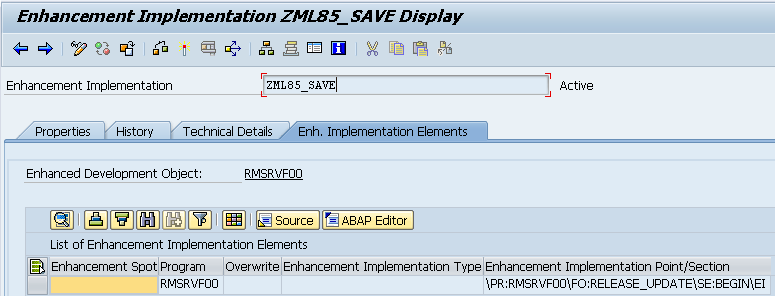 Enhancement Implementation ZML85_SAVE Display
Enhancement Implementation ZML85_SAVE Active
Properties History Technical Details Enh. Implementation Elements
Enhanced Development Object: RMSRVF00
Source ABAP Editor
List of Enhancement Implementation Elements
Enhancement Spot Program Overwrite Enhancement Implementation Type Enhancement Implementation Point/Section
RMSRVF00 \PR:RMSRVF00\FO:RELEASE_UPDATE\SE:BEGIN\EI